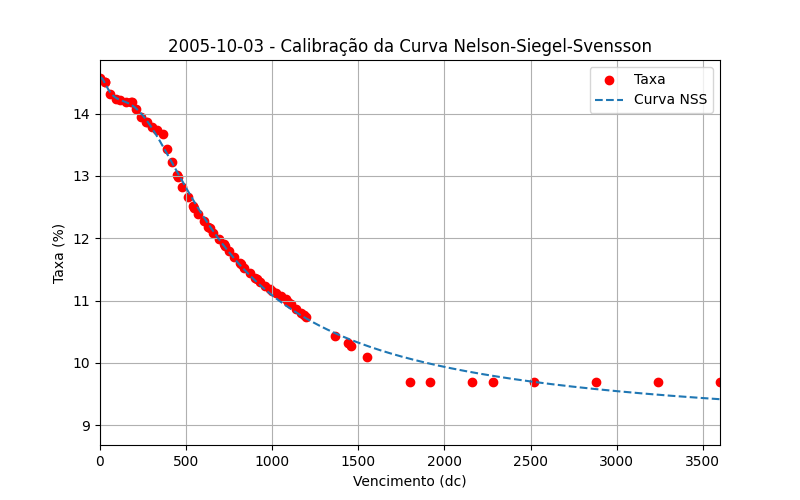 2005-10-03 - Calibração da Curva Nelson-Siegel-Svensson
Taxa
Curva NSS
Taxa (%)
14
13
12
11
10
9
0 500 1000 1500 2000 2500 3000 3500
Vencimento (dc)